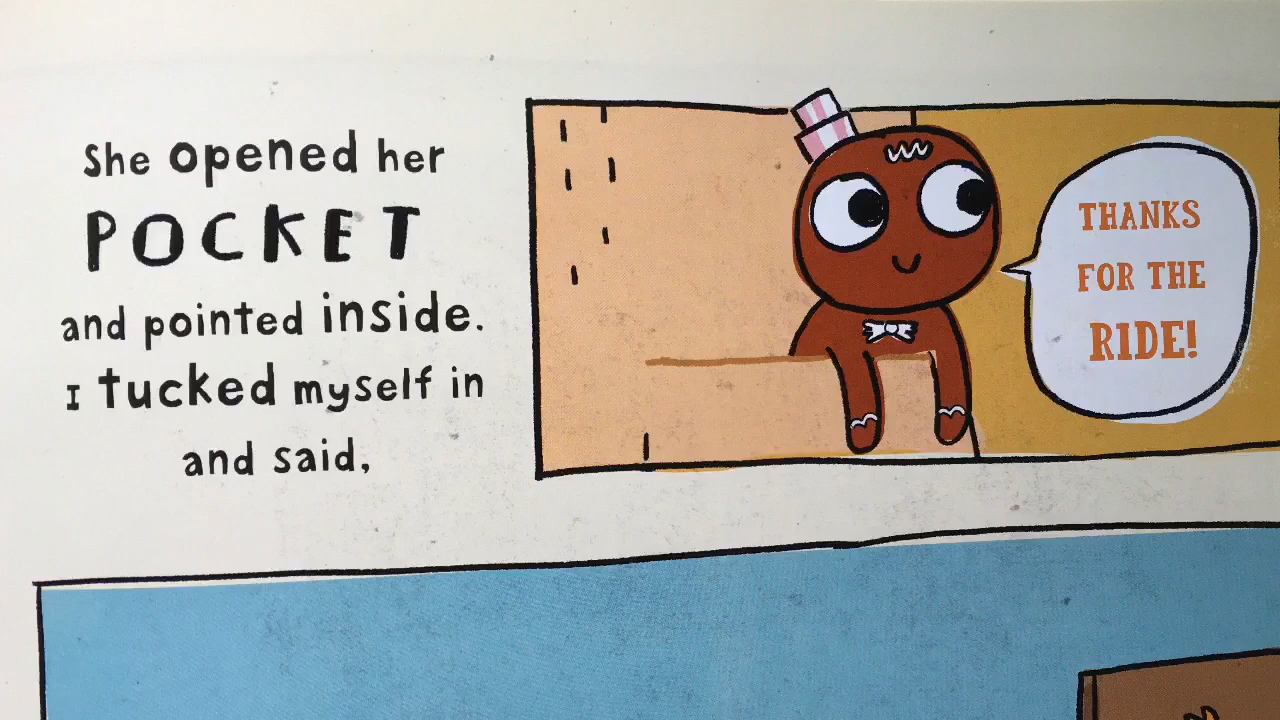 She opened her
POCKET
and pointed inside.
I tucked myself in
and said,
THANKS
FOR THE
RIDE!